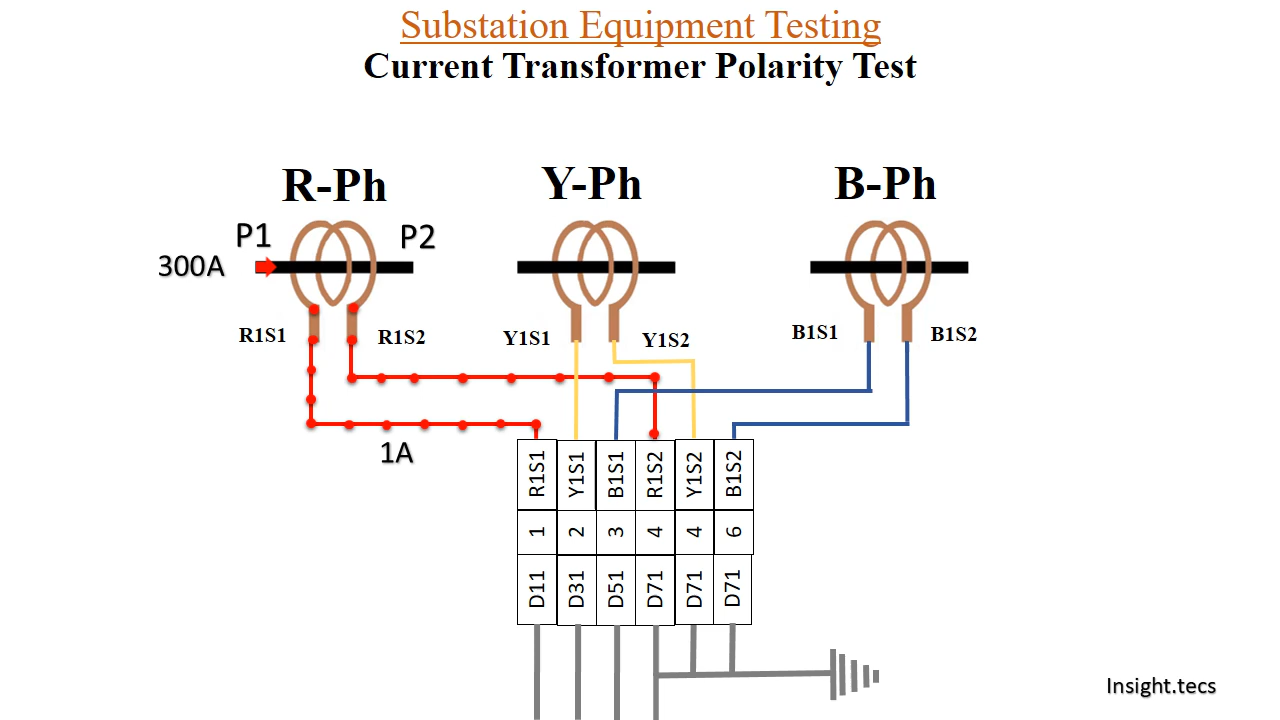 Substation Equipment Testing
Current Transformer Polarity Test
R-Ph
Y-Ph
B-Ph
P1
P2
300A
R1S1
R1S2
Y1S1
Y1S2
B1S1
B1S2
1A
R1S1
Y1S1
B1S1
R1S2
Y1S2
B1S2
1
2
3
4
4
6
D11
D31
D51
D71
D71
D71
Insight.tecs